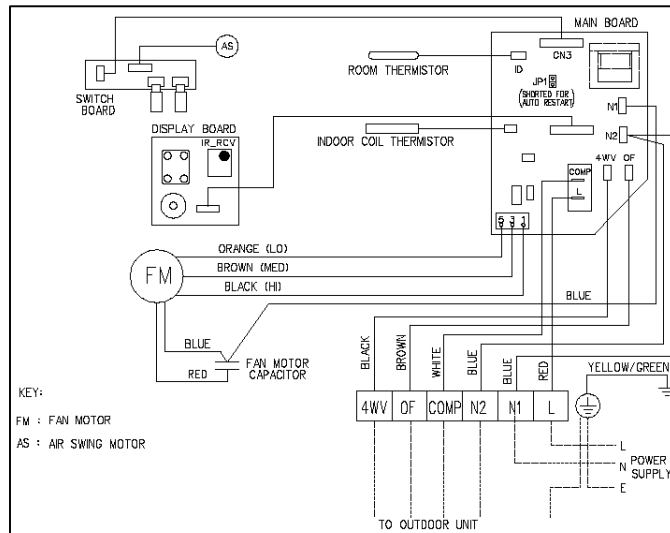 MAIN BOARD
AS
CN3
ROOM THERMISTOR
ID
SWITCH
BOARD
JP1
(SHORTED FOR
AUTO RESTART)
N1
DISPLAY BOARD
IR_RCV
INDOOR COIL THERMISTOR
N2
4WV OF
COMP
L
5 3 1
ORANGE (LO)
FM
BROWN (MED)
BLACK (HI)
BLUE
BLUE
RED
FAN MOTOR
CAPACITOR
BLACK
BROWN
WHITE
BLUE
BLUE
RED
YELLOW/GREEN
KEY:
4WV OF COMP N2 N1 L
FM : FAN MOTOR
AS : AIR SWING MOTOR
L
N
E
POWER
SUPPLY
TO OUTDOOR UNIT